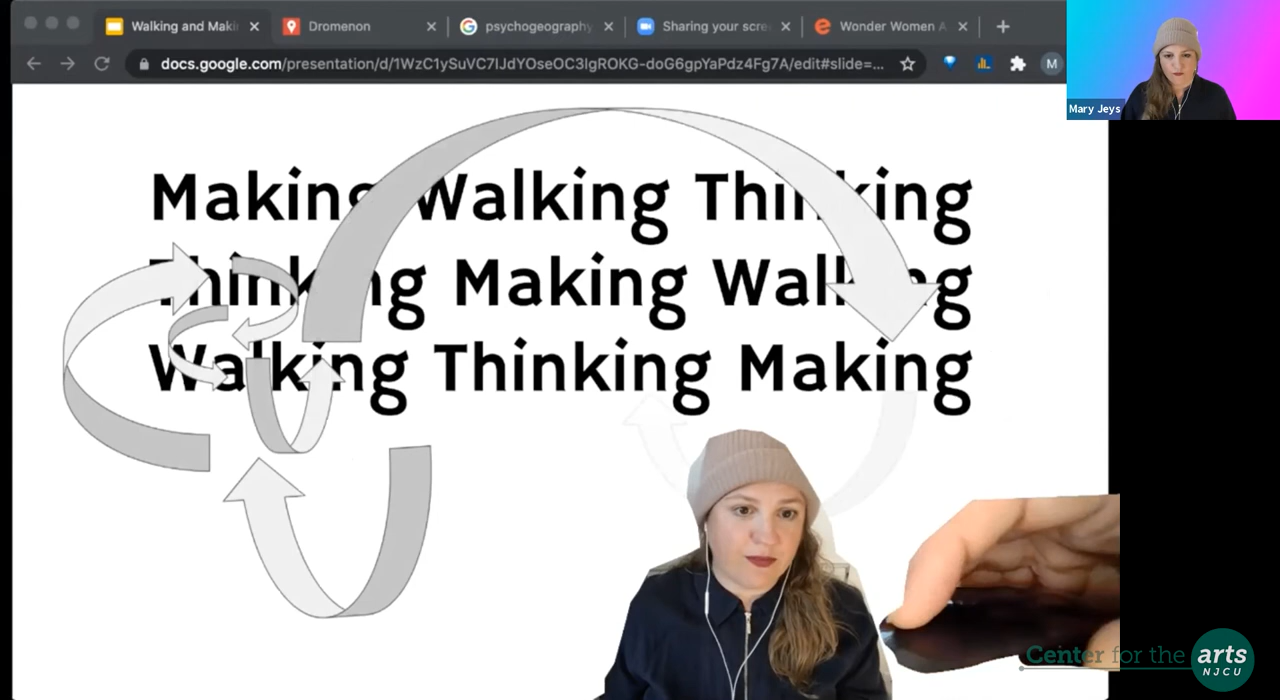 Walking and Maki
Dromenon
psychogeography
Sharing your scre
Wonder Women A
docs.google.com/presentation/d/1WzC1ySuVC7lJdYOseOC3lgROKG-doG6gpYaPdz4Fg7A/edit#slide=...
M
Mary Jeys
Making Walking Thinking
Thinking Making Walking
Walking Thinking Making
Center for the arts
NJCU